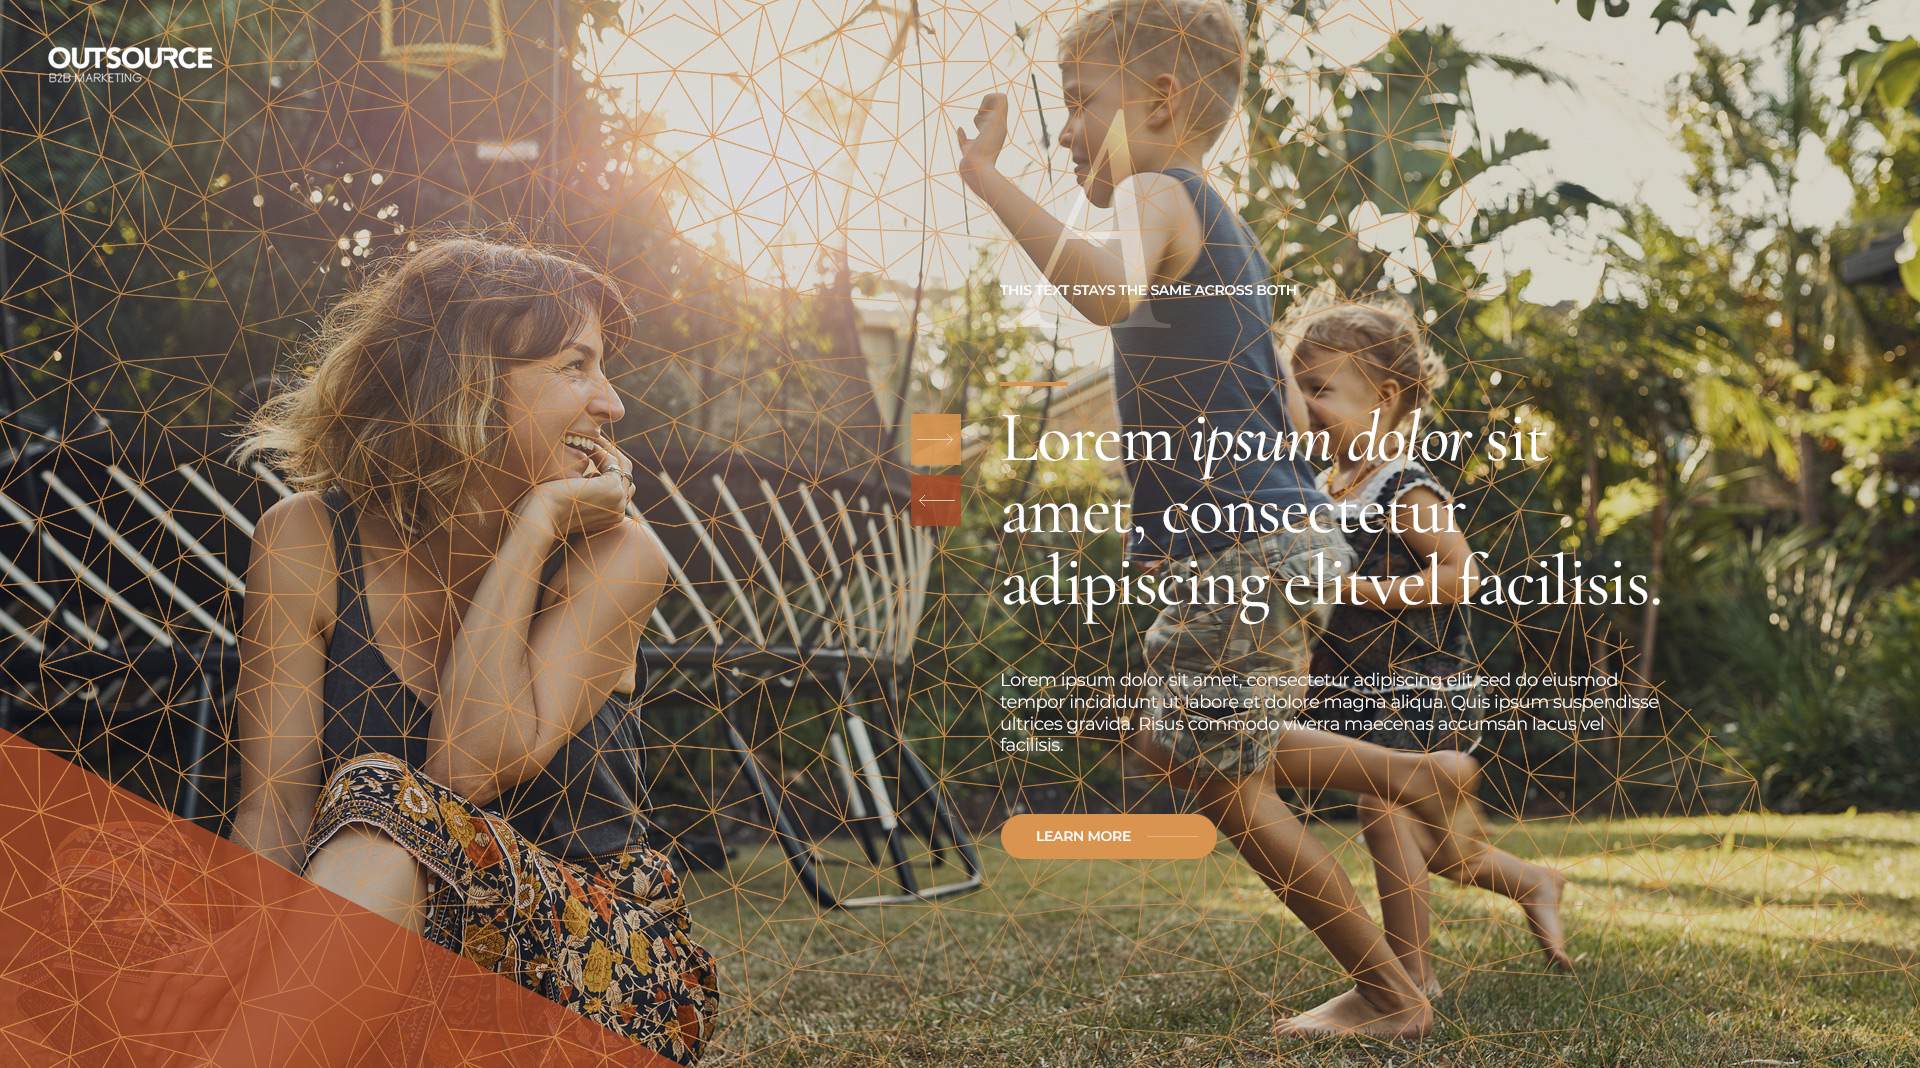 OUTSOURCE
B2B MARKETING
A
THIS TEXT STAYS THE SAME ACROSS BOTH
Lorem ipsum dolor sit
amet, consectetur
adipiscing elitvel facilisis.
Lorem ipsum dolor sit amet, consectetur adipiscing elit, sed do eiusmod
tempor incididunt ut labore et dolore magna aliqua. Quis ipsum suspendisse
ultrices gravida. Risus commodo viverra maecenas accumsan lacus vel
facilisis.
LEARN MORE